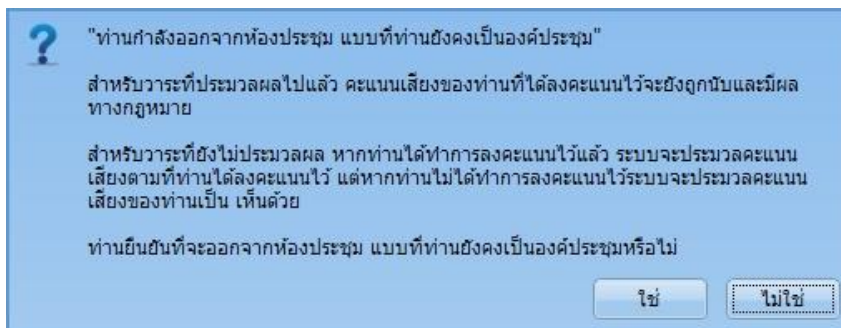 "ท่านกำลังออกจากห้องประชุม แบบที่ท่านยังคงเป็นองค์ประชุม"
สำหรับวาระที่ประมวลผลไปแล้ว คะแนนเสียงของท่านที่ได้ลงคะแนนไว้จะยังถูกนับและมีผล
ทางกฎหมาย
สำหรับวาระที่ยังไม่ประมวลผล หากท่านได้ทำการลงคะแนนไว้แล้ว ระบบจะประมวลคะแนน
เสียงตามที่ท่านได้ลงคะแนนไว้ แต่หากท่านไม่ได้ทำการลงคะแนนไว้ระบบจะประมวลคะแนน
เสียงของท่านเป็น เห็นด้วย
ท่านยืนยันที่จะออกจากห้องประชุม แบบที่ท่านยังคงเป็นองค์ประชุมหรือไม่
ใช่ ไม่ใช่